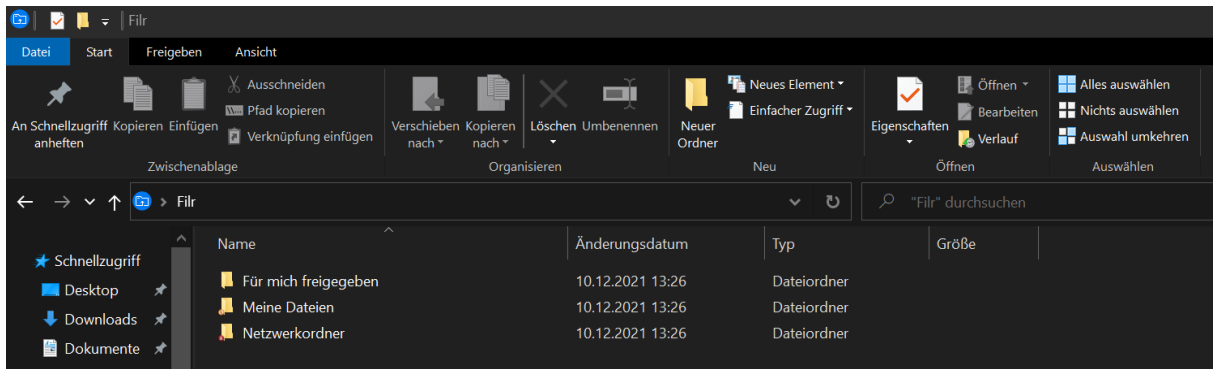 Filr
Datei Start Freigeben Ansicht
An Schnellzugriff anheften
Kopieren
Einfügen
Ausschneiden
Pfad kopieren
Verknüpfung einfügen
Zwischenablage
Verschieben nach
Kopieren nach
Löschen
Umbenennen
Organisieren
Neuer Ordner
Neues Element
Einfacher Zugriff
Neu
Eigenschaften
Öffnen
Bearbeiten
Verlauf
Öffnen
Alles auswählen
Nichts auswählen
Auswahl umkehren
Auswählen
Filr
"Filr" durchsuchen
Schnellzugriff
Desktop
Downloads
Dokumente
Name Änderungsdatum Typ Größe
Für mich freigegeben 10.12.2021 13:26 Dateiordner
Meine Dateien 10.12.2021 13:26 Dateiordner
Netzwerkordner 10.12.2021 13:26 Dateiordner